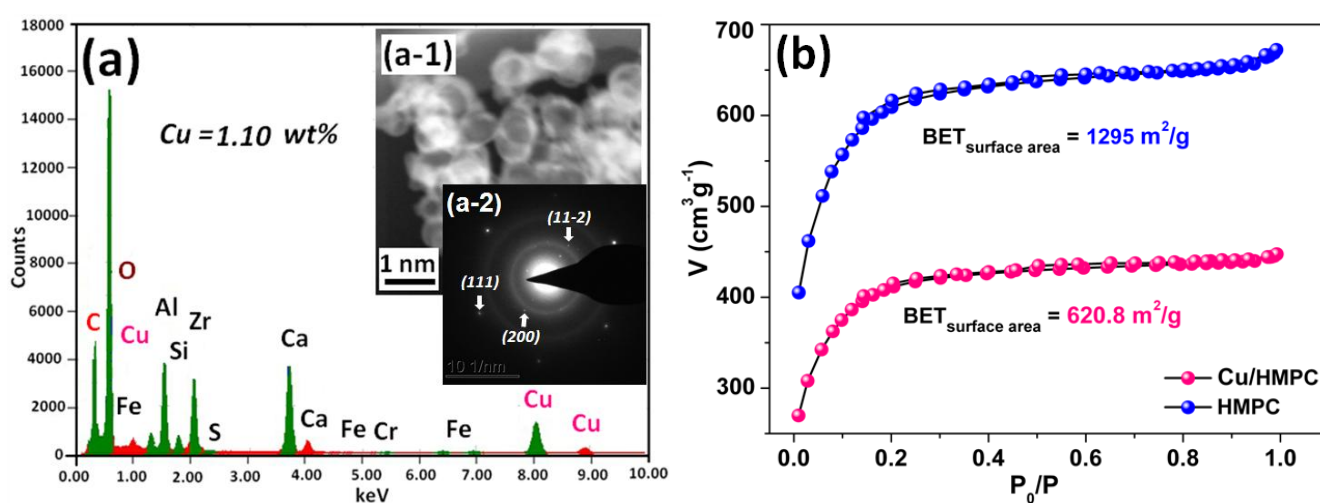 (a)
18000
16000
14000
12000
10000
8000
6000
4000
2000
0
Counts
Cu = 1.10 wt%
C
O
Cu
Fe
Al
Si
Zr
S
Ca
Ca
Fe
Cr
Fe
Cu
Cu
0.00 1.00 2.00 3.00 4.00 5.00 6.00 7.00 8.00 9.00 10.00
keV
(a-1)
1 nm
(a-2)
(11-2)
(111)
(200)
10 1/nm
(b)
700
600
500
400
300
V (cm³g⁻¹)
BET surface area = 1295 m²/g
BET surface area = 620.8 m²/g
Cu/HMPC
HMPC
0.0 0.2 0.4 0.6 0.8 1.0
P₀/P